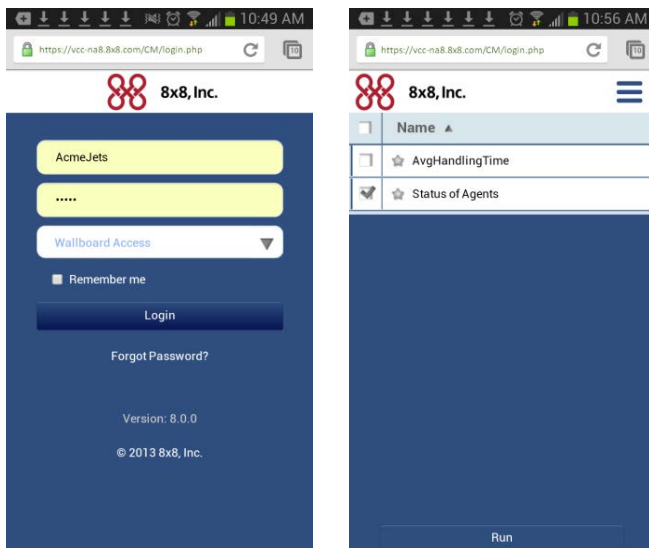 10:49 AM
https://vcc-na8.8x8.com/CM/login.php
10
8x8, Inc.
AcmeJets
•••••
Wallboard Access
Remember me
Login
Forgot Password?
Version: 8.0.0
© 2013 8x8, Inc.
10:56 AM
https://vcc-na8.8x8.com/CM/login.php
10
8x8, Inc.
Name ▲
AvgHandlingTime
Status of Agents
Run